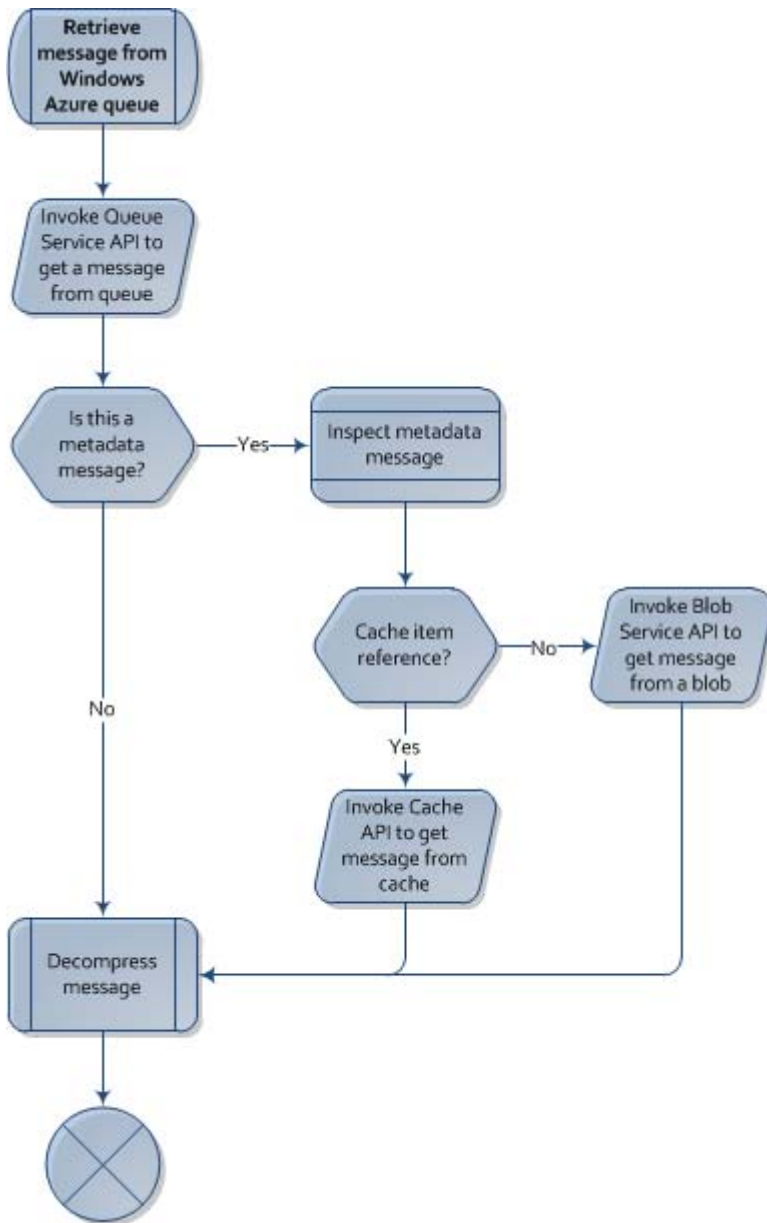 Retrieve
message from
Windows
Azure queue
Invoke Queue
Service API to
get a message
from queue
Is this a
metadata
message?
Yes
Inspect metadata
message
Cache item
reference?
No
Invoke Blob
Service API to
get message
from a blob
No
Yes
Invoke Cache
API to get
message from
cache
Decompress
message